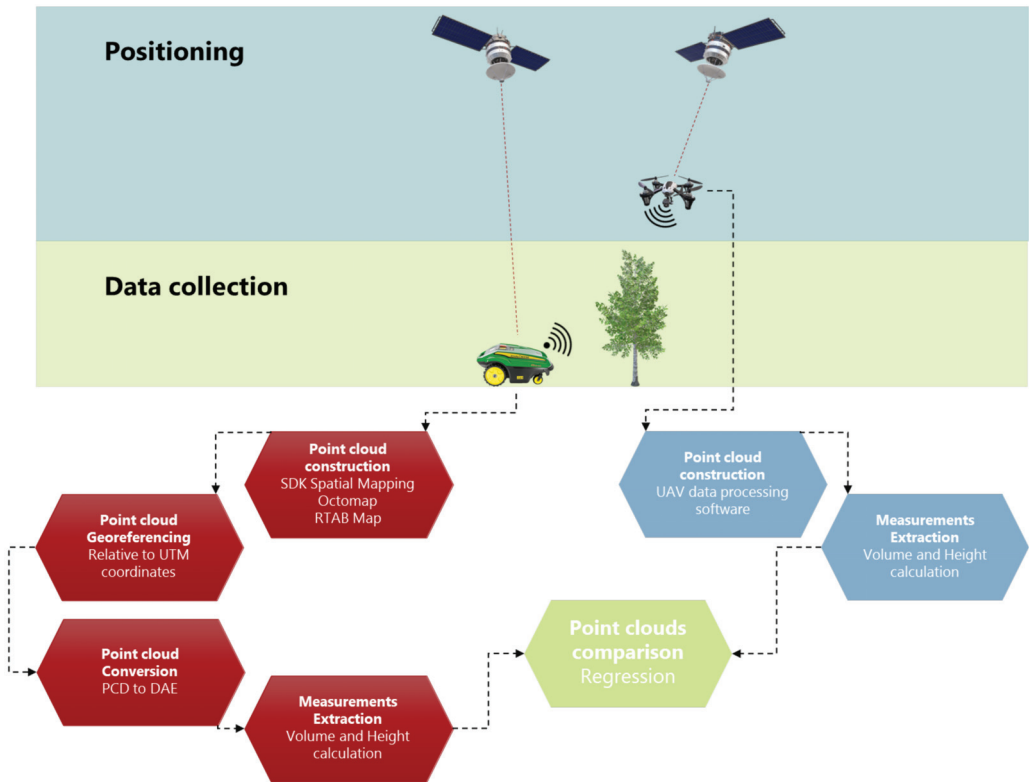 Positioning
Data collection
Point cloud
construction
SDK Spatial Mapping
Octomap
RTAB Map
Point cloud
construction
UAV data processing
software
Point cloud
Georeferencing
Relative to UTM
coordinates
Measurements
Extraction
Volume and Height
calculation
Point clouds
comparison
Regression
Point cloud
Conversion
PCD to DAE
Measurements
Extraction
Volume and Height
calculation